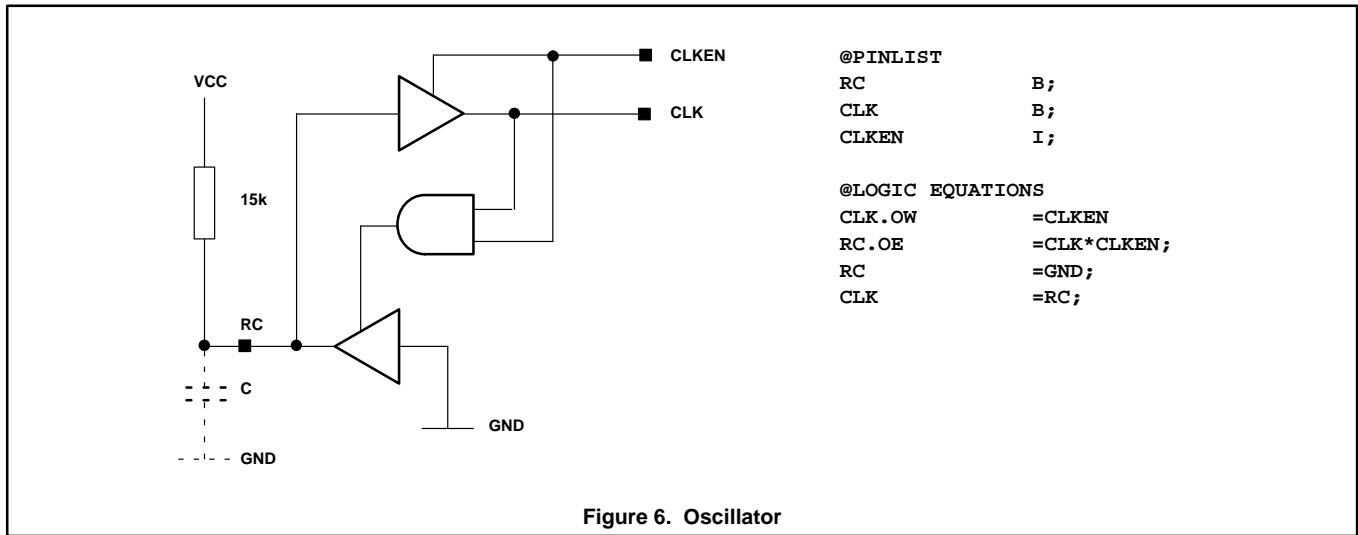 CLKEN
VCC
CLK
15k
RC
C
GND
GND
@PINLIST
RC B;
CLK B;
CLKEN I;
@LOGIC EQUATIONS
CLK.OW =CLKEN
RC.OE =CLK*CLKEN;
RC =GND;
CLK =RC;
Figure 6. Oscillator